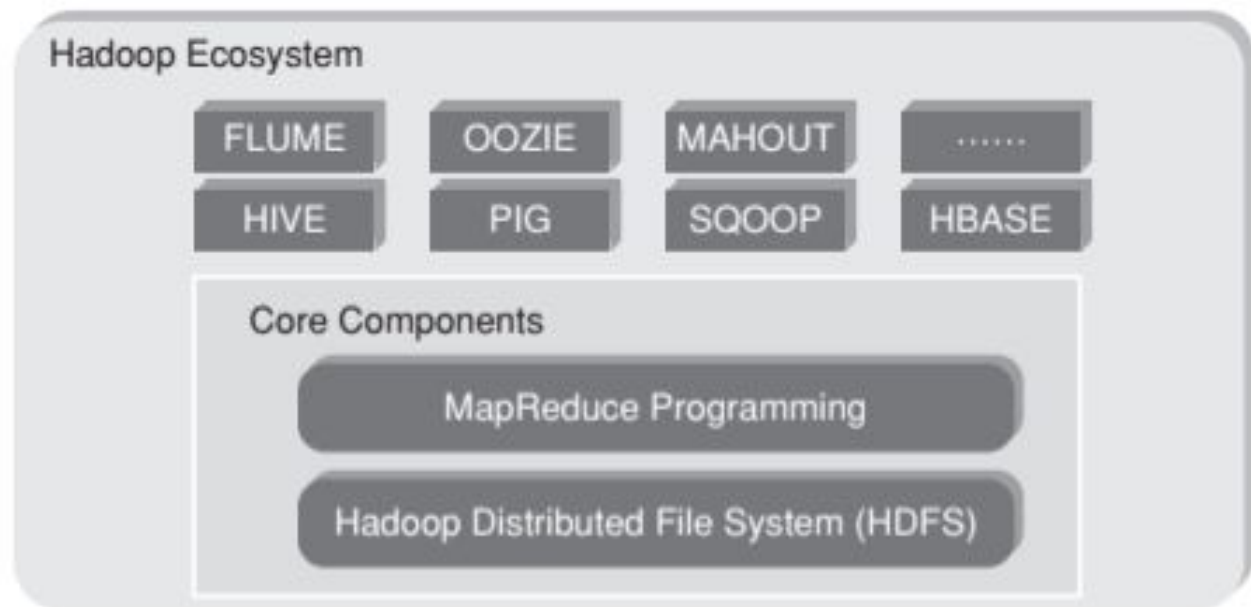 Hadoop Ecosystem
FLUME OOZIE MAHOUT ......
HIVE PIG SQOOP HBASE
Core Components
MapReduce Programming
Hadoop Distributed File System (HDFS)